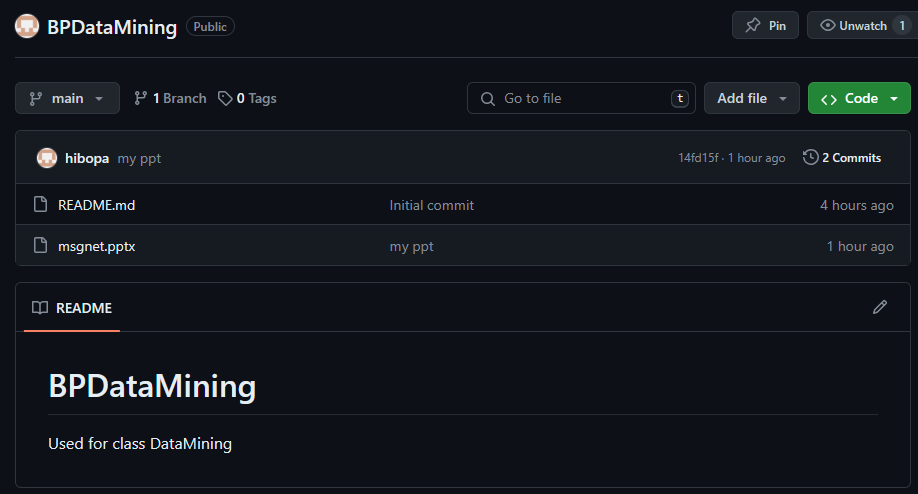 BPDataMining Public Pin Unwatch 1
main 1 Branch 0 Tags Go to file t Add file Code
hibopa my ppt 14fd15f · 1 hour ago 2 Commits
README.md Initial commit 4 hours ago
msgnet.pptx my ppt 1 hour ago
README
BPDataMining
Used for class DataMining